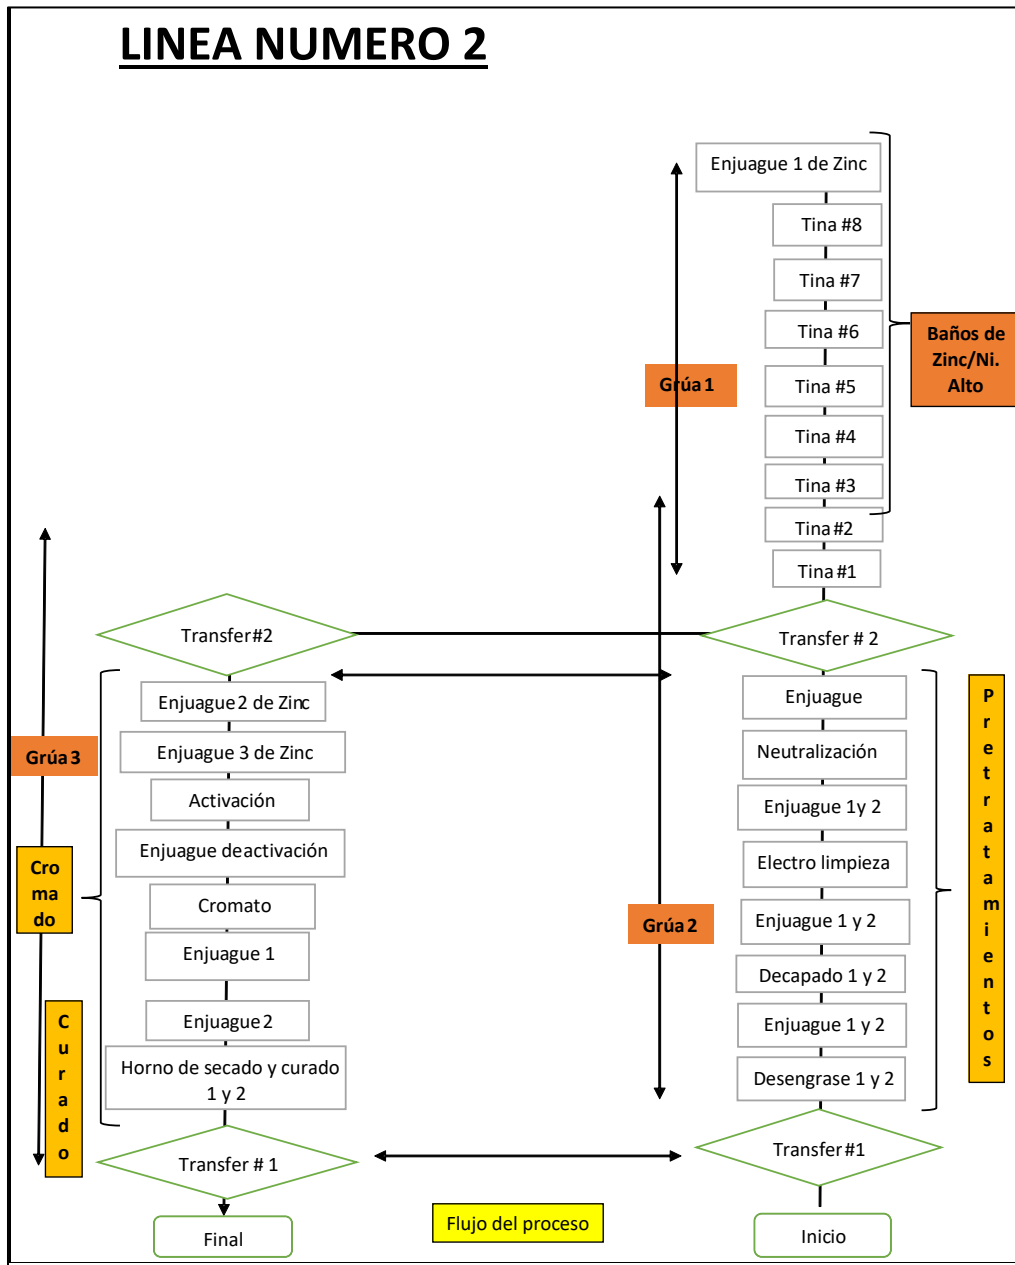 LINEA NUMERO 2
Enjuague 1 de Zinc
Tina #8
Tina #7
Tina #6
Tina #5
Tina #4
Tina #3
Tina #2
Tina #1
Baños de
Zinc/Ni.
Alto
Grúa 1
Transfer #2
Transfer # 2
Enjuague 2 de Zinc
Enjuague 3 de Zinc
Activación
Enjuague de activación
Cromato
Enjuague 1
Enjuague 2
Horno de secado y curado
1 y 2
Transfer # 1
Final
Grúa 3
Cro
ma
do
C
u
r
a
d
o
Grúa 2
Enjuague
Neutralización
Enjuague 1y 2
Electro limpieza
Enjuague 1 y 2
Decapado 1 y 2
Enjuague 1 y 2
Desengrase 1 y 2
Transfer #1
Inicio
P
r
e
t
r
a
t
a
m
i
e
n
t
o
s
Flujo del proceso